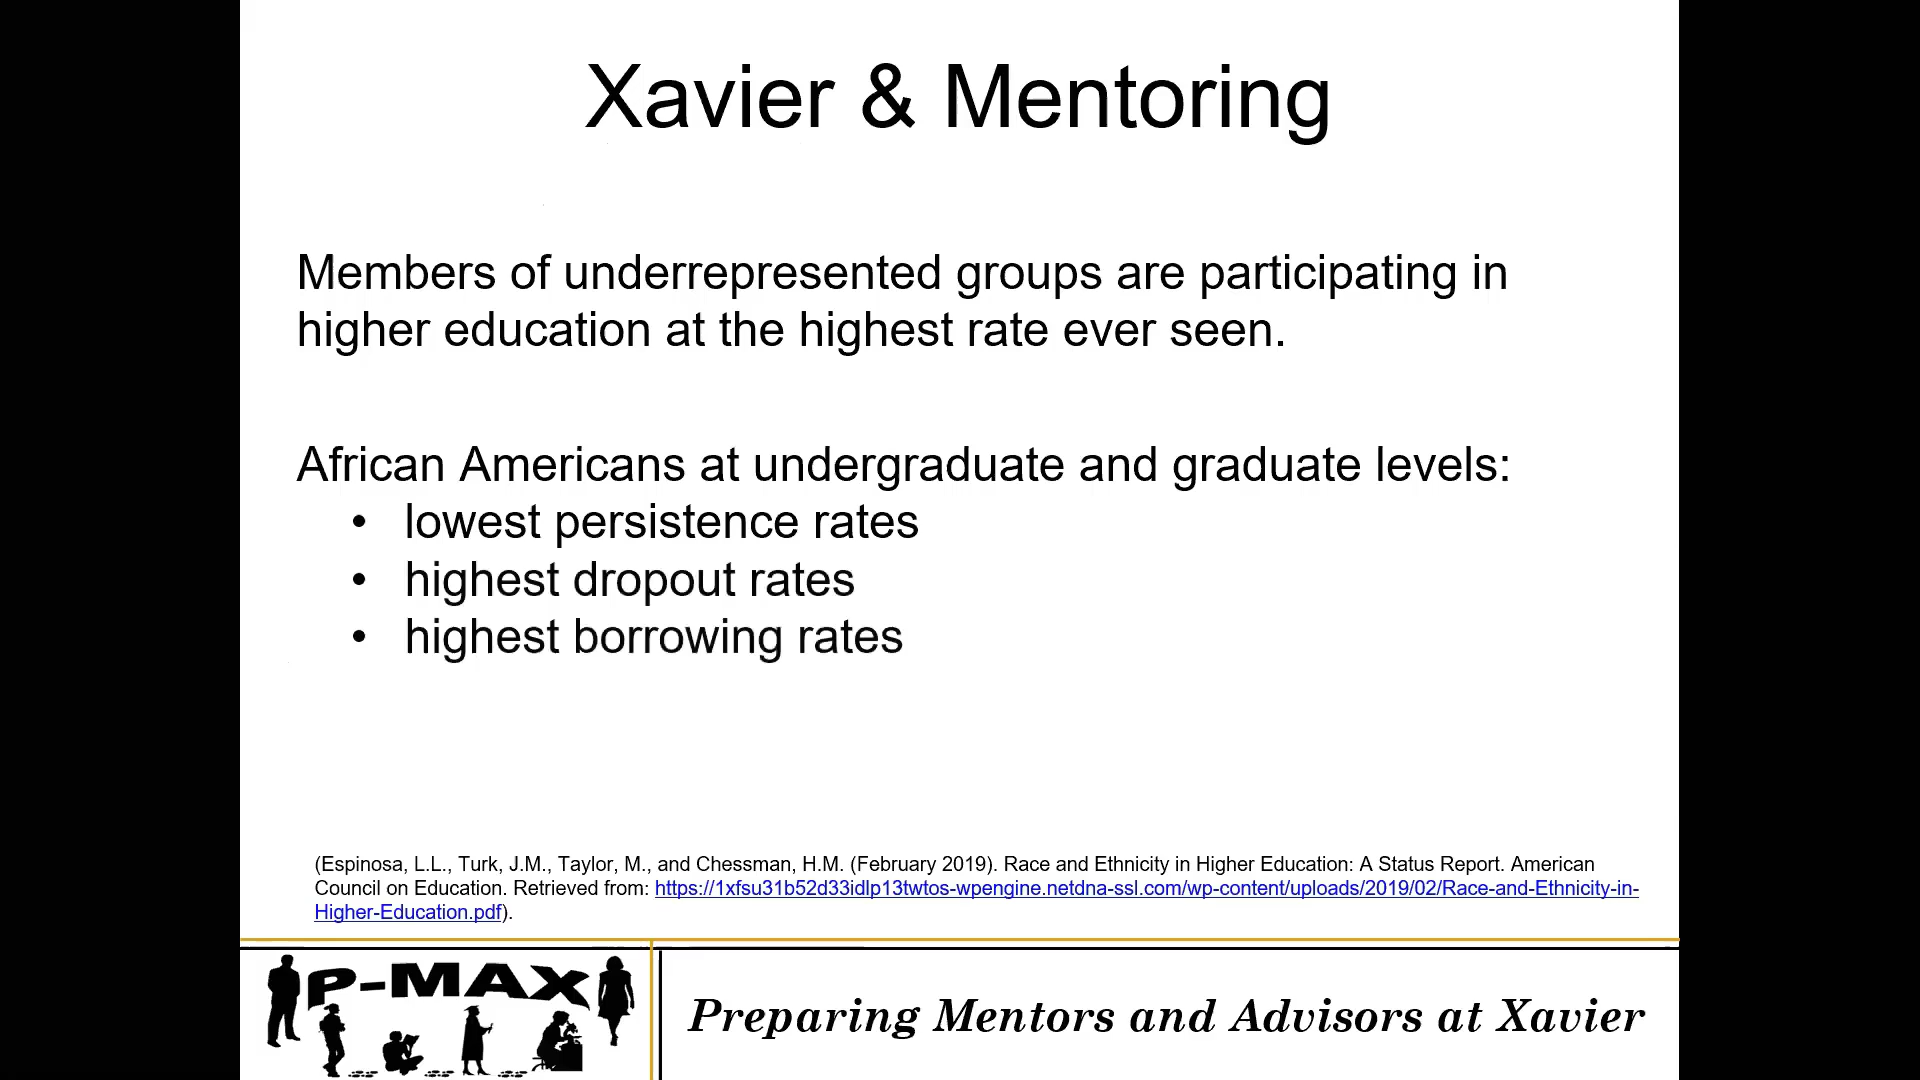 Xavier & Mentoring
Members of underrepresented groups are participating in
higher education at the highest rate ever seen.
African Americans at undergraduate and graduate levels:
• lowest persistence rates
• highest dropout rates
• highest borrowing rates
(Espinosa, L.L., Turk, J.M., Taylor, M., and Chessman, H.M. (February 2019). Race and Ethnicity in Higher Education: A Status Report. American
Council on Education. Retrieved from: https://1xfsu31b52d33idlp13twtos-wpengine.netdna-ssl.com/wp-content/uploads/2019/02/Race-and-Ethnicity-in-
Higher-Education.pdf).
P-MAX
Preparing Mentors and Advisors at Xavier